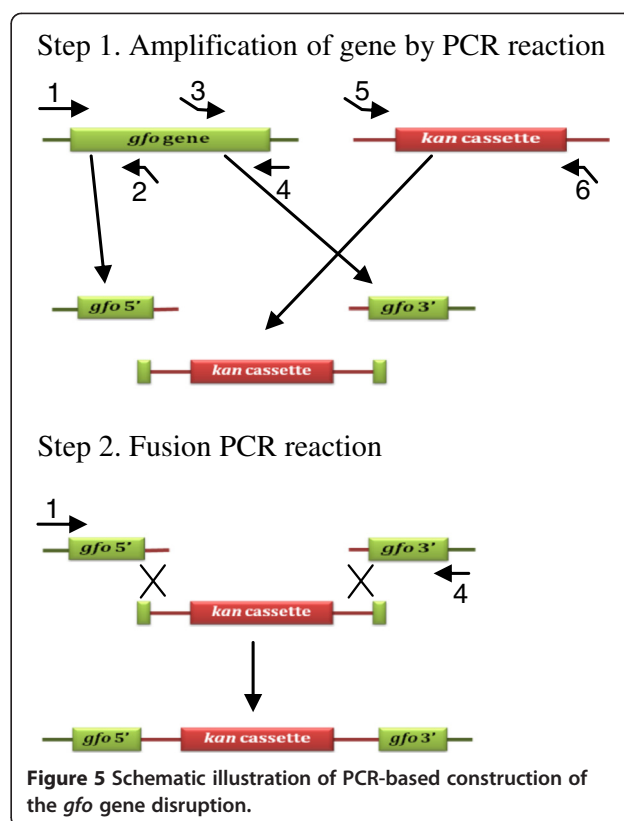 Step 1. Amplification of gene by PCR reaction
1
3
5
gfo gene
kan cassette
2
4
6
gfo 5'
gfo 3'
kan cassette
Step 2. Fusion PCR reaction
1
gfo 5'
gfo 3'
4
kan cassette
gfo 5'
kan cassette
gfo 3'
Figure 5 Schematic illustration of PCR-based construction of
the gfo gene disruption.